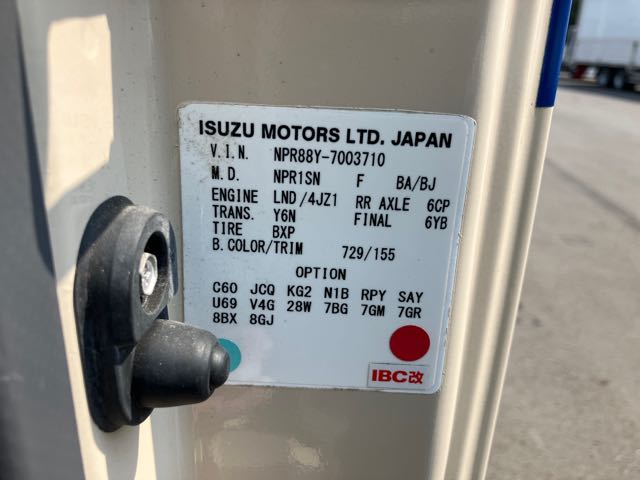 ISUZU MOTORS LTD. JAPAN
V.I.N. NPR88Y-7003710
M.D. NPR1SN F BA/BJ
ENGINE LND/4JZ1 RR AXLE 6CP
TRANS. Y6N FINAL 6YB
TIRE BXP
B.COLOR/TRIM 729/155
OPTION
C60 JCQ KG2 N1B RPY SAY
U69 V4G 28W 7BG 7GM 7GR
8BX 8GJ
IBC改